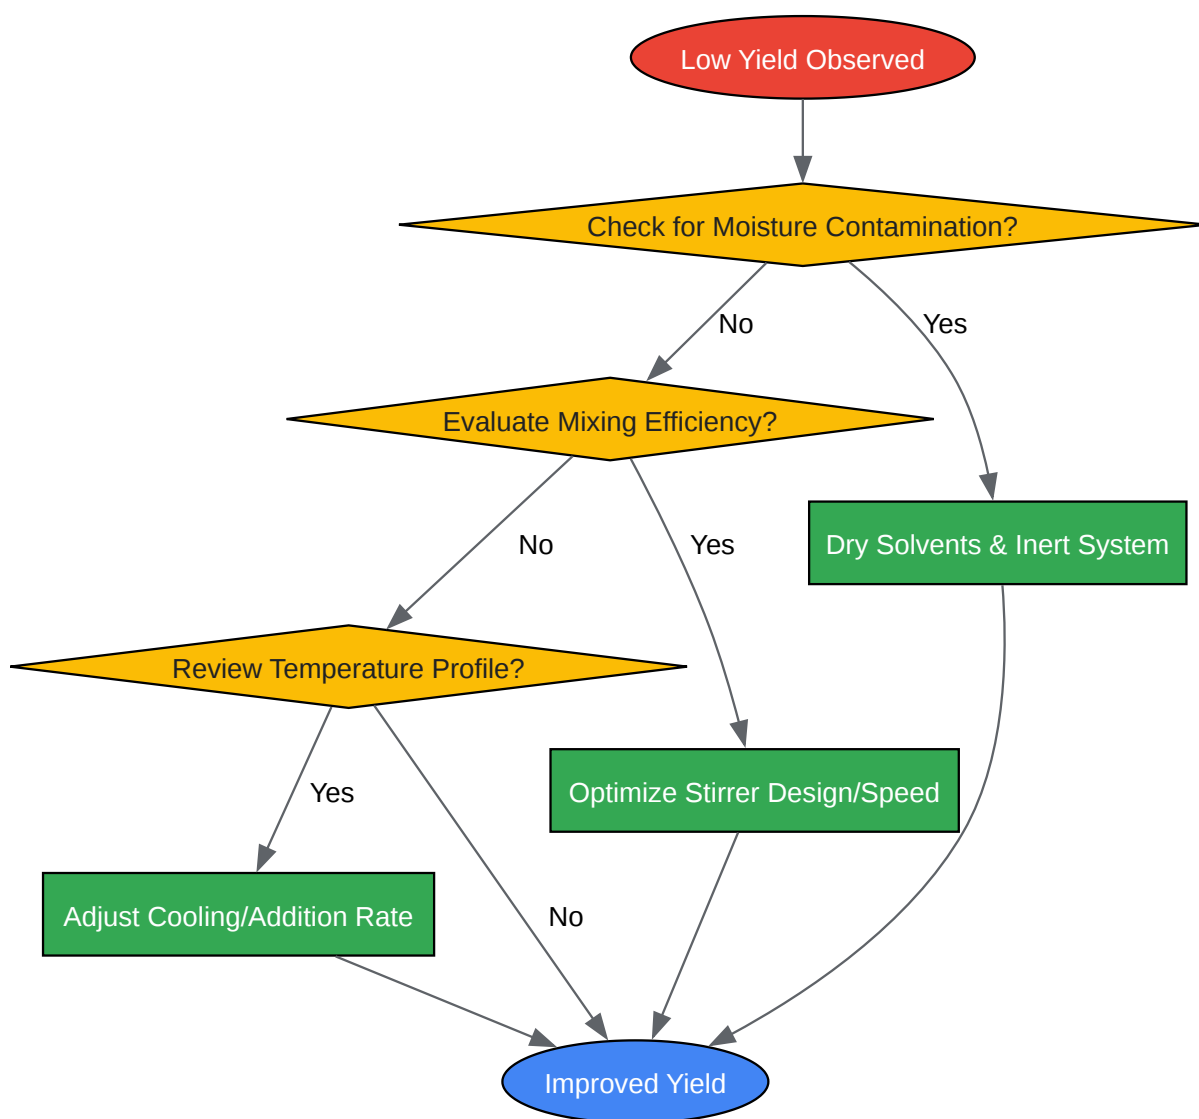 Low Yield Observed
Check for Moisture Contamination?
No
Yes
Evaluate Mixing Efficiency?
No
Yes
Dry Solvents & Inert System
Review Temperature Profile?
Yes
Optimize Stirrer Design/Speed
Adjust Cooling/Addition Rate
No
Improved Yield